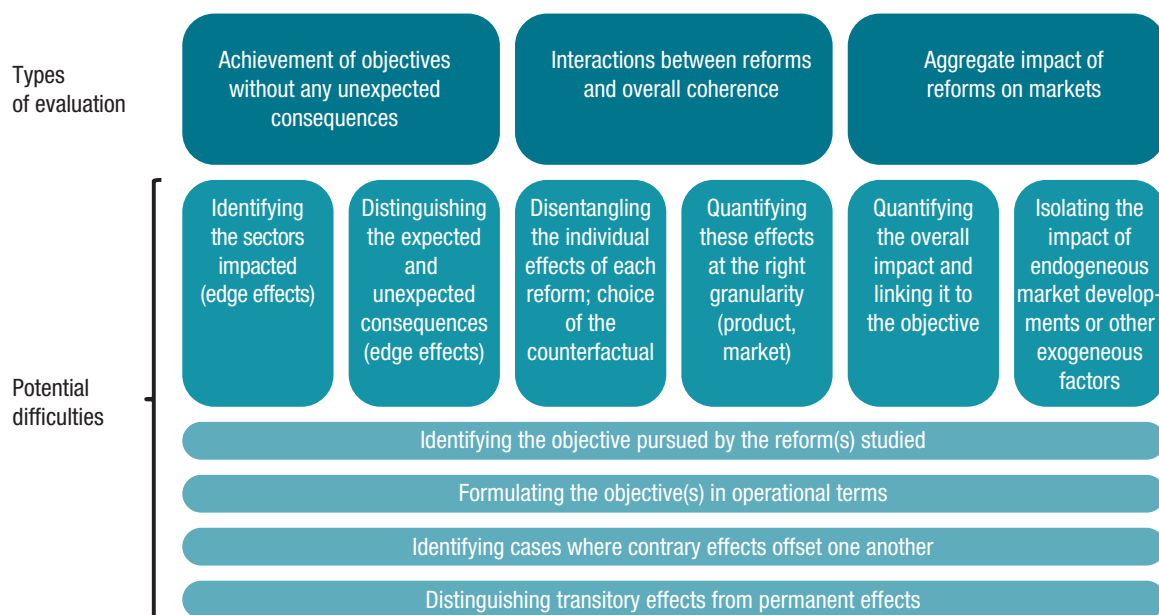 Types
of evaluation
Achievement of objectives
without any unexpected
consequences
Interactions between reforms
and overall coherence
Aggregate impact of
reforms on markets
Potential
difficulties
Identifying
the sectors
impacted
(edge effects)
Distinguishing
the expected
and
unexpected
consequences
(edge effects)
Disentangling
the individual
effects of each
reform; choice
of the
counterfactual
Quantifying
these effects
at the right
granularity
(product,
market)
Quantifying
the overall
impact and
linking it to
the objective
Isolating the
impact of
endogeneous
market develop-
ments or other
exogeneous
factors
Identifying the objective pursued by the reform(s) studied
Formulating the objective(s) in operational terms
Identifying cases where contrary effects offset one another
Distinguishing transitory effects from permanent effects